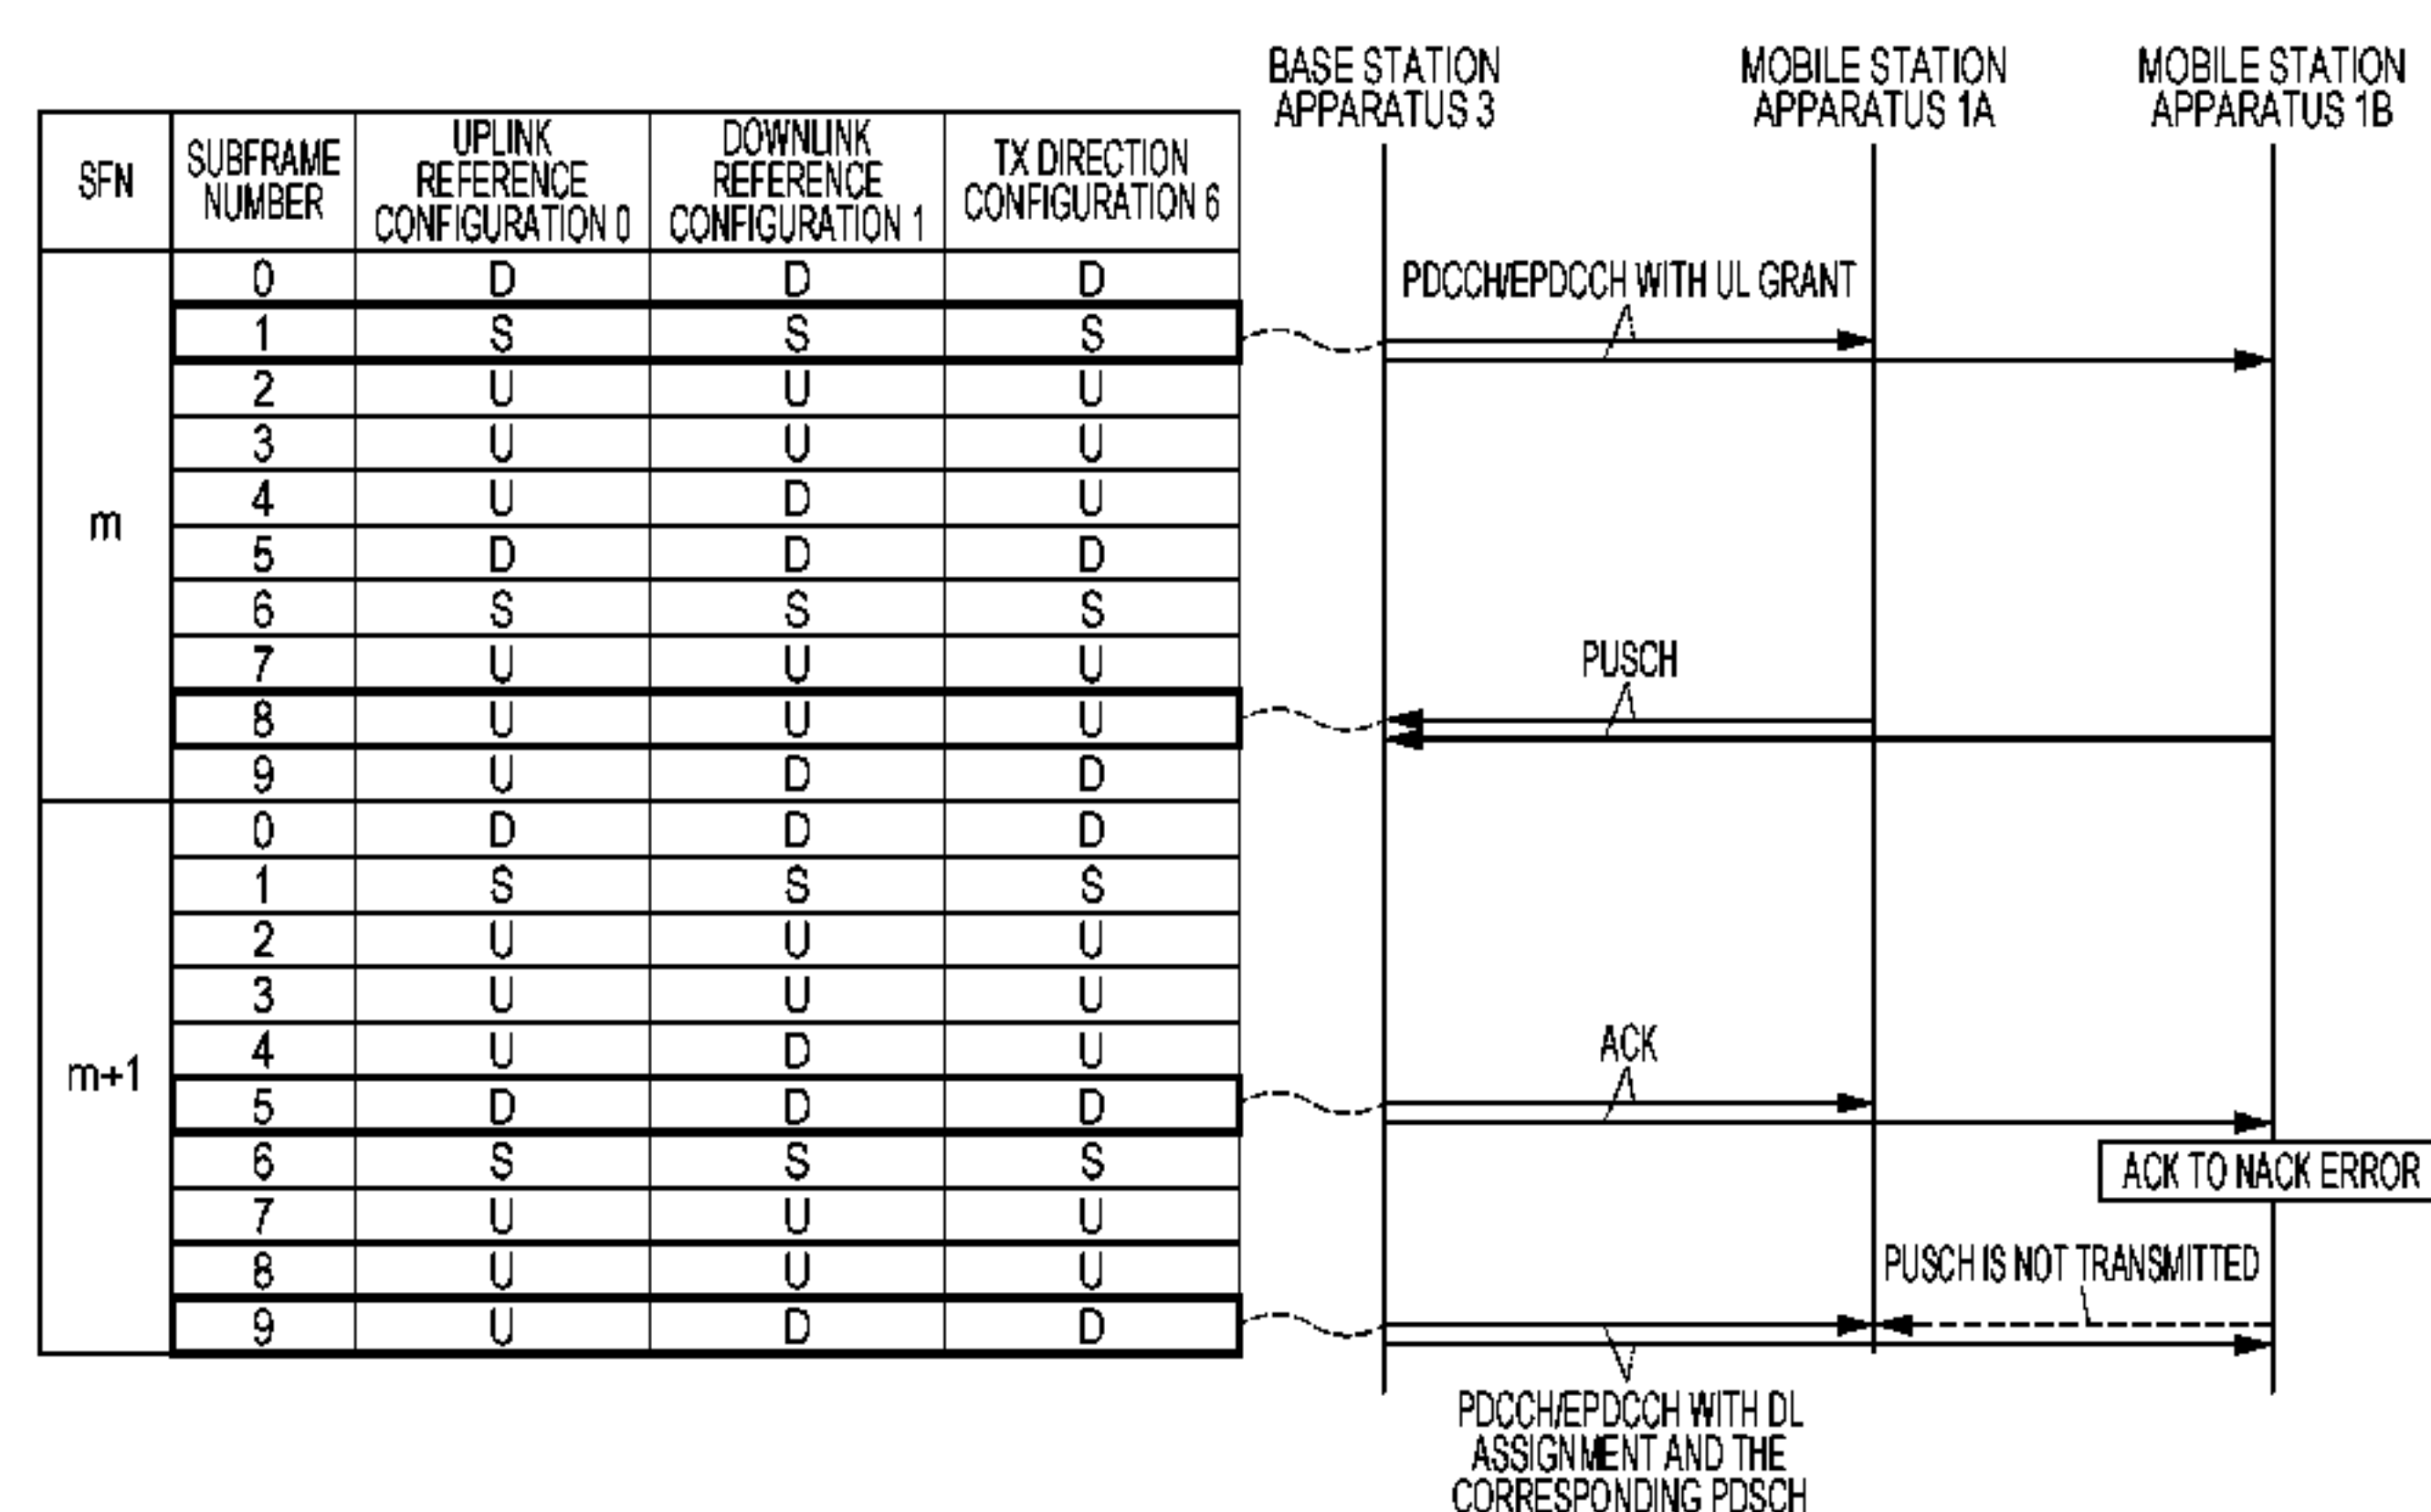 BASE STATION
APPARATUS 3
MOBILE STATION
APPARATUS 1A
MOBILE STATION
APPARATUS 1B
SFN
SUBFRAME
NUMBER
UPLINK
REFERENCE
CONFIGURATION 0
DOWNLINK
REFERENCE
CONFIGURATION 1
TX DIRECTION
CONFIGURATION 6
m
0 D D D
1 S S S
2 U U U
3 U U U
4 U D U
5 D D D
6 S S S
7 U U U
8 U U U
9 U D D
m+1
0 D D D
1 S S S
2 U U U
3 U U U
4 U D U
5 D D D
6 S S S
7 U U U
8 U U U
9 U D D
PDCCH/EPDCCH WITH UL GRANT
PUSCH
ACK
ACK TO NACK ERROR
PUSCH IS NOT TRANSMITTED
PDCCH/EPDCCH WITH DL
ASSIGNMENT AND THE
CORRESPONDING PDSCH